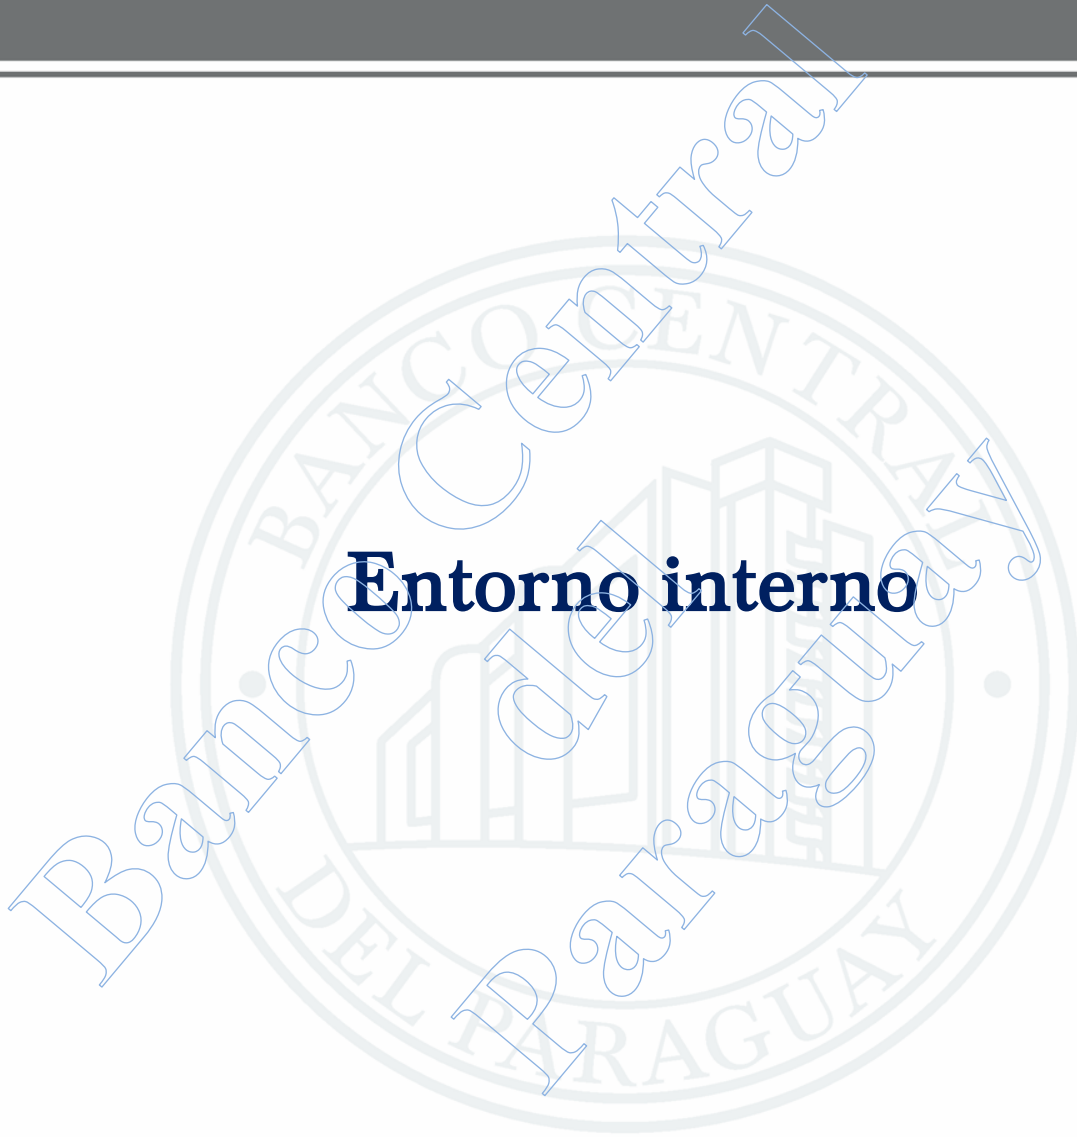 Entorno interno
Banco Central
del
Paraguay
BANCO CENTRAL
DEL PARAGUAY